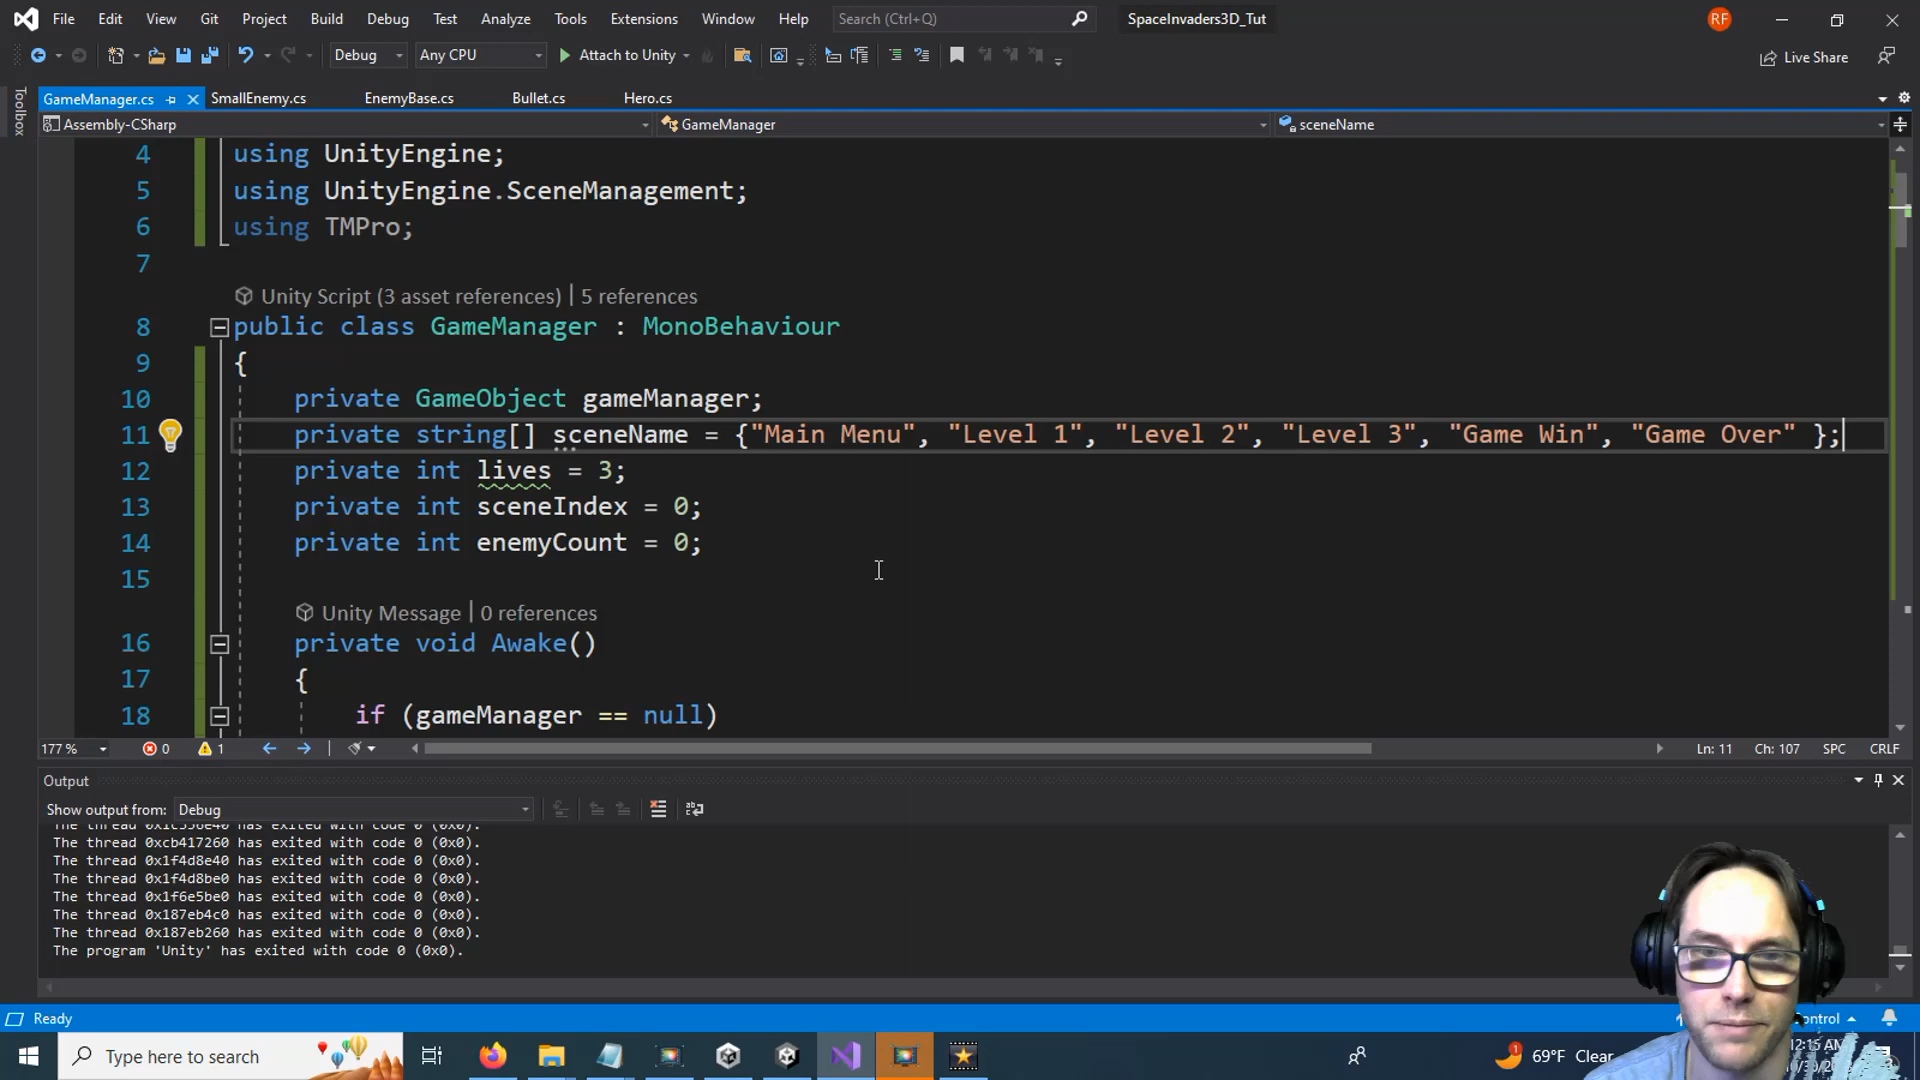 File Edit View Git Project Build Debug Test Analyze Tools Extensions Window Help Search (Ctrl+Q) SpaceInvaders3D_Tut RF
Debug Any CPU Attach to Unity Live Share
Toolbox
GameManager.cs SmallEnemy.cs EnemyBase.cs Bullet.cs Hero.cs
Assembly-CSharp GameManager sceneName
4 using UnityEngine;
5 using UnityEngine.SceneManagement;
6 using TMPro;
7
Unity Script (3 asset references) | 5 references
8 public class GameManager : MonoBehaviour
9 {
10 private GameObject gameManager;
11 private string[] sceneName = {"Main Menu", "Level 1", "Level 2", "Level 3", "Game Win", "Game Over" };
12 private int lives = 3;
13 private int sceneIndex = 0;
14 private int enemyCount = 0;
15
Unity Message | 0 references
16 private void Awake()
17 {
18 if (gameManager == null)
177 % 0 1 Ln: 11 Ch: 107 SPC CRLF
Output
Show output from: Debug
The thread 0xcb417260 has exited with code 0 (0x0).
The thread 0x1f4d8e40 has exited with code 0 (0x0).
The thread 0x1f4d8be0 has exited with code 0 (0x0).
The thread 0x1f6e5be0 has exited with code 0 (0x0).
The thread 0x187eb4c0 has exited with code 0 (0x0).
The thread 0x187eb260 has exited with code 0 (0x0).
The program 'Unity' has exited with code 0 (0x0).
Ready
Type here to search 69°F Clear